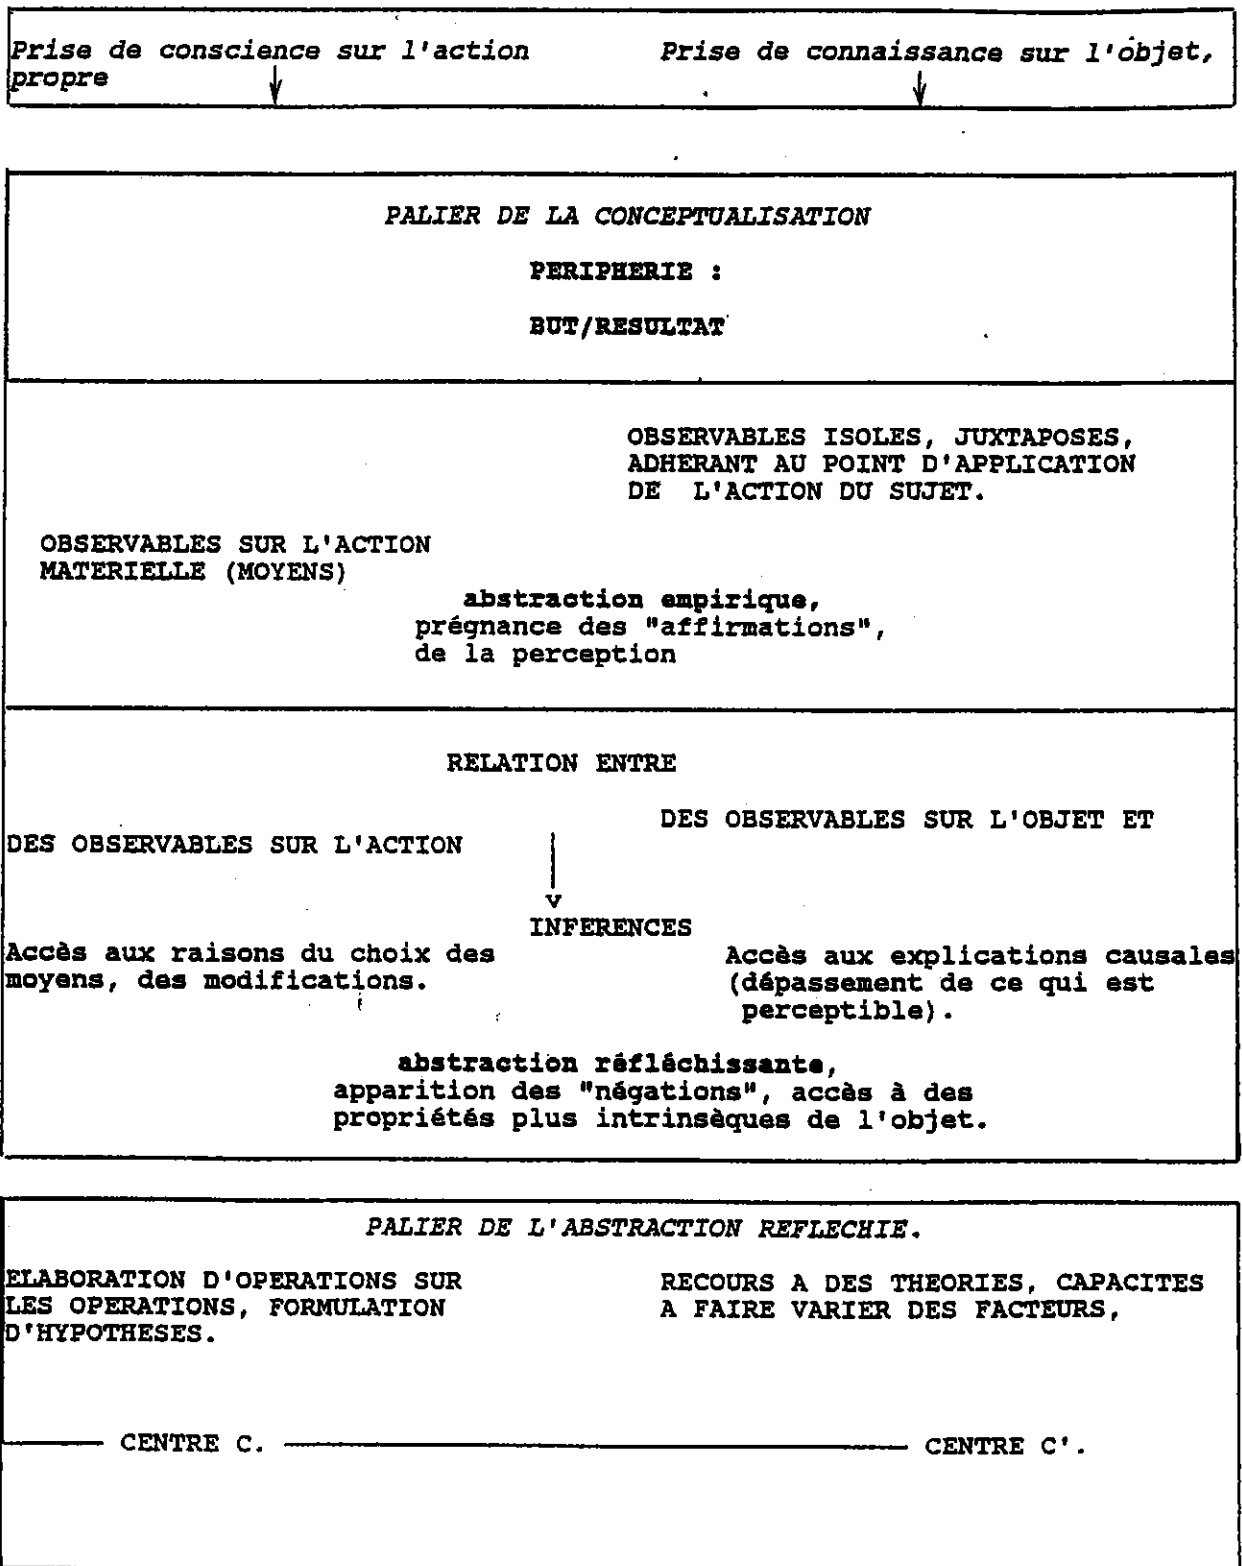 Prise de conscience sur l'action propre
Prise de connaissance sur l'objet,
PALIER DE LA CONCEPTUALISATION
PERIPHERIE :
BUT/RESULTAT
OBSERVABLES ISOLES, JUXTAPOSES,
ADHERANT AU POINT D'APPLICATION
DE L'ACTION DU SUJET.
OBSERVABLES SUR L'ACTION
MATERIELLE (MOYENS)
abstraction empirique,
prégnance des "affirmations",
de la perception
RELATION ENTRE
DES OBSERVABLES SUR L'OBJET ET
DES OBSERVABLES SUR L'ACTION
v
INFERENCES
Accès aux raisons du choix des
moyens, des modifications.
Accès aux explications causales
(dépassement de ce qui est
perceptible).
abstraction réfléchissante,
apparition des "négations", accès à des
propriétés plus intrinsèques de l'objet.
PALIER DE L'ABSTRACTION REFLECHIE.
ELABORATION D'OPERATIONS SUR
LES OPERATIONS, FORMULATION
D'HYPOTHESES.
RECOURS A DES THEORIES, CAPACITES
A FAIRE VARIER DES FACTEURS,
CENTRE C.
CENTRE C'.